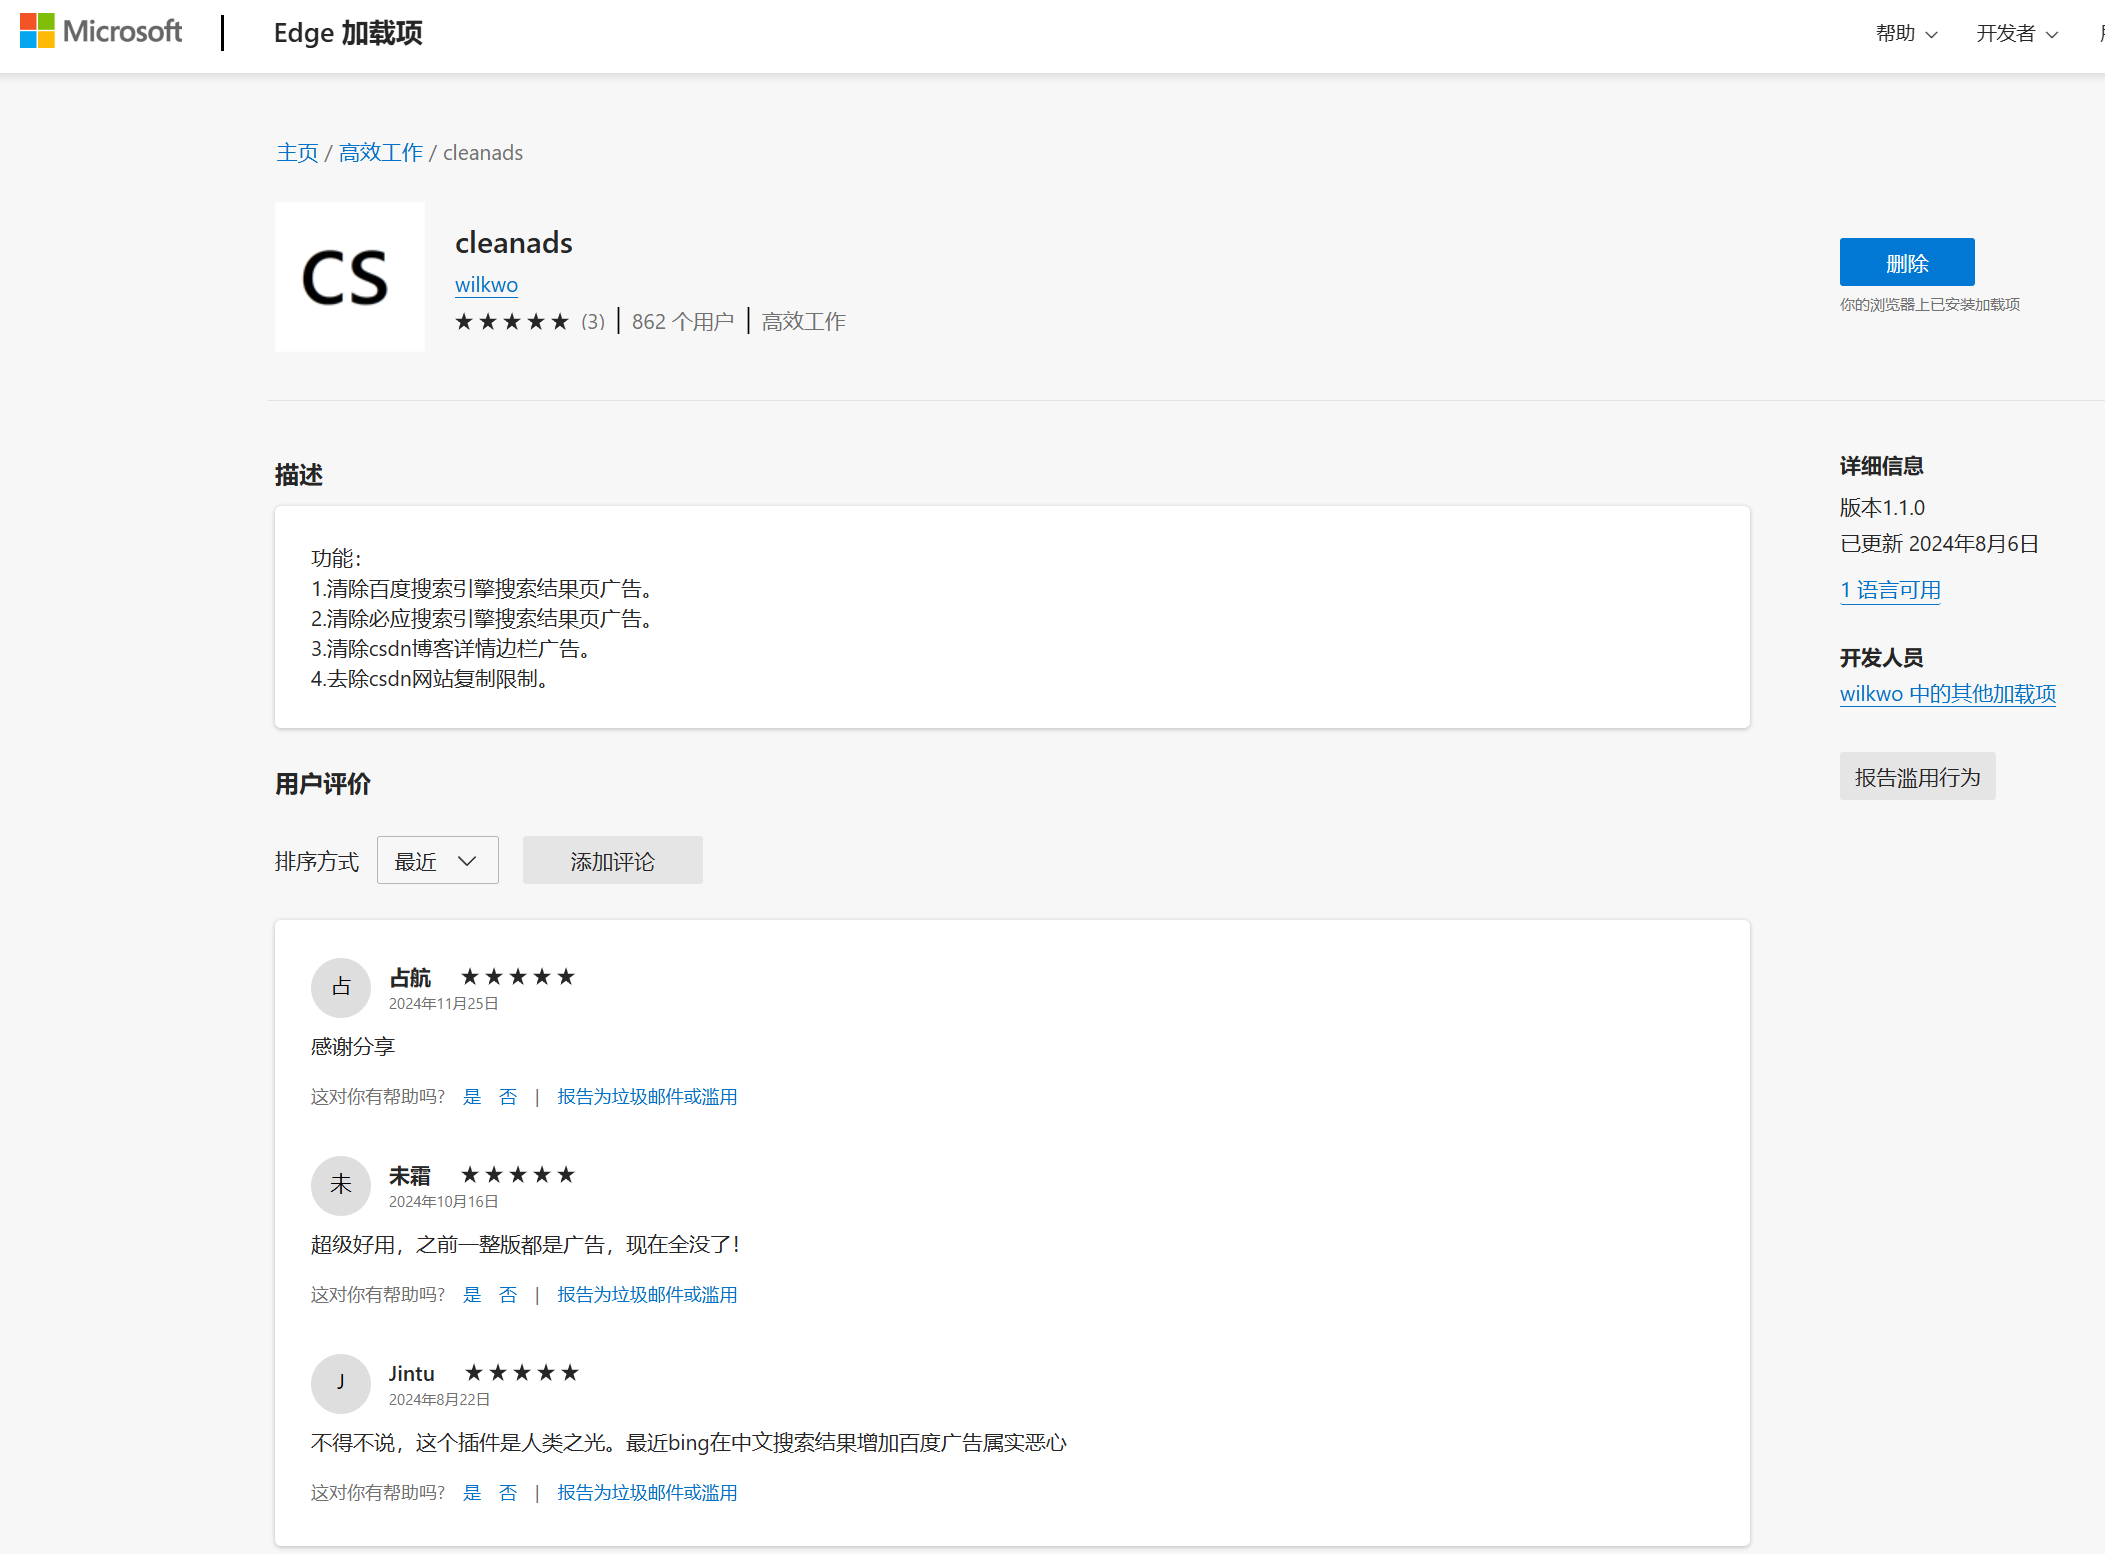 Microsoft
Edge 加载项
帮助
开发者
主页 / 高效工作 / cleanads
CS
cleanads
wilkwo
★★★★★ (3) | 862 个用户 | 高效工作
删除
你的浏览器上已安装加载项
描述
功能：
1.清除百度搜索引擎搜索结果页广告。
2.清除必应搜索引擎搜索结果页广告。
3.清除csdn博客详情边栏广告。
4.去除csdn网站复制限制。
详细信息
版本1.1.0
已更新 2024年8月6日
1 语言可用
开发人员
wilkwo 中的其他加载项
报告滥用行为
用户评价
排序方式
最近
添加评论
占
占航 ★★★★★
2024年11月25日
感谢分享
这对你有帮助吗? 是 否 | 报告为垃圾邮件或滥用
未
未霜 ★★★★★
2024年10月16日
超级好用，之前一整版都是广告，现在全没了！
这对你有帮助吗? 是 否 | 报告为垃圾邮件或滥用
J
Jintu ★★★★★
2024年8月22日
不得不说，这个插件是人类之光。最近bing在中文搜索结果增加百度广告属实恶心
这对你有帮助吗? 是 否 | 报告为垃圾邮件或滥用